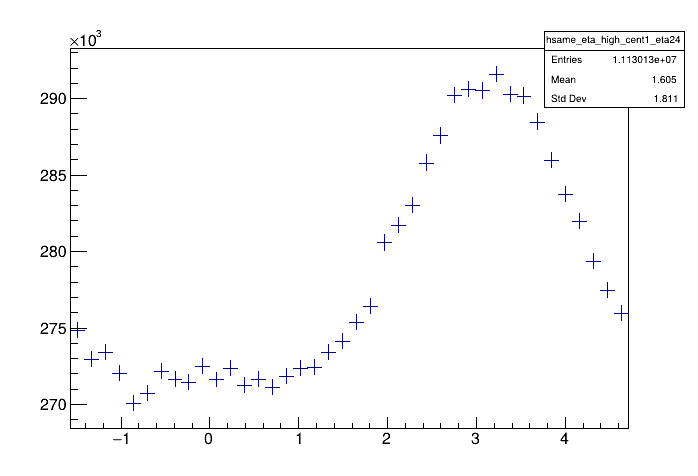 ×10³
hsame_eta_high_cent1_eta24
Entries 1.113013e+07
Mean 1.605
Std Dev 1.811
290
285
280
275
270
−1 0 1 2 3 4